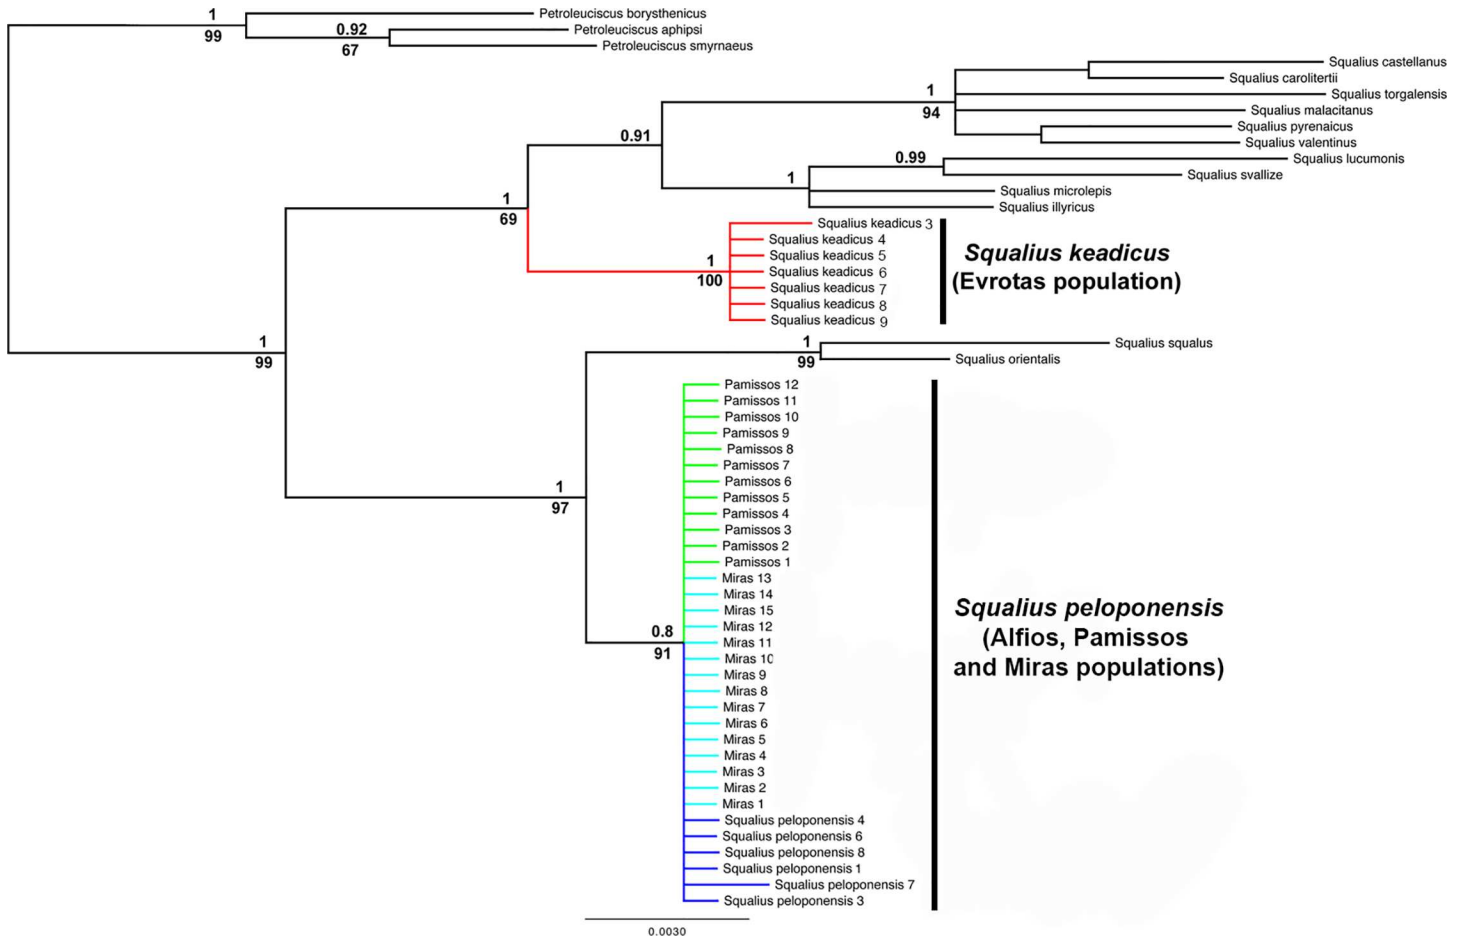 1
99
0.92
67
Petroleuciscus borysthenicus
Petroleuciscus aphipsi
Petroleuciscus smyrnaeus
1
94
Squalius castellanus
Squalius carolitertii
Squalius torgalensis
Squalius malacitanus
Squalius pyrenaicus
Squalius valentinus
0.91
0.99
1
Squalius lucumonis
Squalius svallize
Squalius microlepis
Squalius illyricus
1
69
1
100
Squalius keadicus 3
Squalius keadicus 4
Squalius keadicus 5
Squalius keadicus 6
Squalius keadicus 7
Squalius keadicus 8
Squalius keadicus 9
Squalius keadicus
(Evrotas population)
1
99
1
99
Squalius squalus
Squalius orientalis
1
97
0.8
91
Pamissos 12
Pamissos 11
Pamissos 10
Pamissos 9
Pamissos 8
Pamissos 7
Pamissos 6
Pamissos 5
Pamissos 4
Pamissos 3
Pamissos 2
Pamissos 1
Miras 13
Miras 14
Miras 15
Miras 12
Miras 11
Miras 10
Miras 9
Miras 8
Miras 7
Miras 6
Miras 5
Miras 4
Miras 3
Miras 2
Miras 1
Squalius peloponensis 4
Squalius peloponensis 6
Squalius peloponensis 8
Squalius peloponensis 1
Squalius peloponensis 7
Squalius peloponensis 3
Squalius peloponensis
(Alfios, Pamissos
and Miras populations)
0.0030